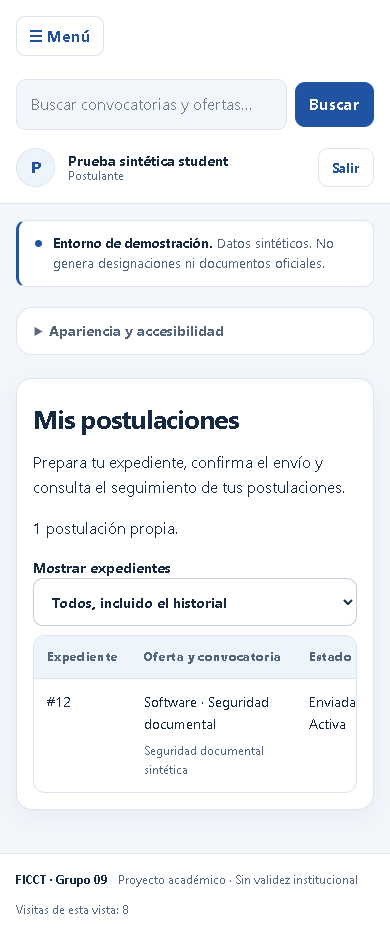 ☰ Menú
Buscar convocatorias y ofertas...
Buscar
P
Prueba sintética student
Postulante
Salir
Entorno de demostración. Datos sintéticos. No
genera designaciones ni documentos oficiales.
▶ Apariencia y accesibilidad
Mis postulaciones
Prepara tu expediente, confirma el envío y
consulta el seguimiento de tus postulaciones.
1 postulación propia.
Mostrar expedientes
Todos, incluido el historial
Expediente Oferta y convocatoria Estado
#12 Software · Seguridad Enviada
documental Activa
Seguridad documental
sintética
FICCT · Grupo 09 Proyecto académico · Sin validez institucional
Visitas de esta vista: 8